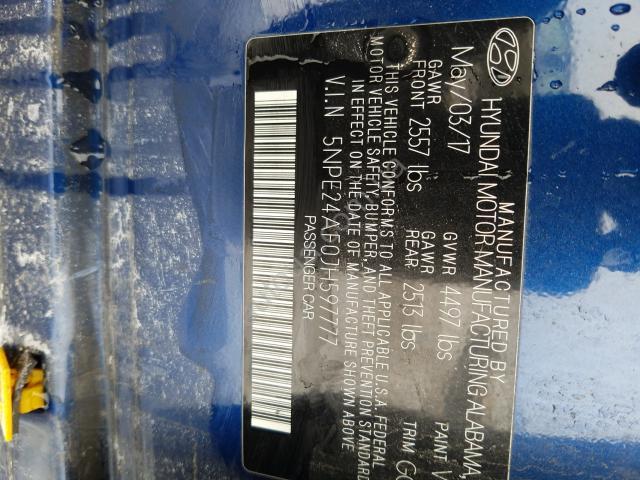 MANUFACTURED BY
HYUNDAI MOTOR MANUFACTURING ALABAMA,
May/03/17 GVWR 4497 lbs PAINT
GAWR FRONT 2557 lbs GAWR REAR 2513 lbs TRIM
THIS VEHICLE CONFORMS TO ALL APPLICABLE U.S.A. FEDERAL
MOTOR VEHICLE SAFETY, BUMPER, AND THEFT PREVENTION STANDARDS
IN EFFECT ON THE DATE OF MANUFACTURE SHOWN ABOVE
V.I.N 5NPE24AF0JH597777
PASSENGER CAR